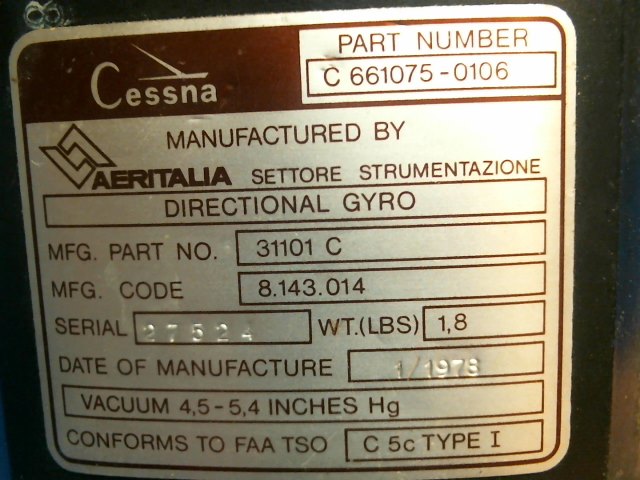 8
Cessna
PART NUMBER
C 661075-0106
MANUFACTURED BY
AERITALIA SETTORE STRUMENTAZIONE
DIRECTIONAL GYRO
MFG. PART NO. 31101 C
MFG. CODE 8.143.014
SERIAL 27524 WT.(LBS) 1,8
DATE OF MANUFACTURE 1/1978
VACUUM 4,5-5,4 INCHES Hg
CONFORMS TO FAA TSO C 5c TYPE I